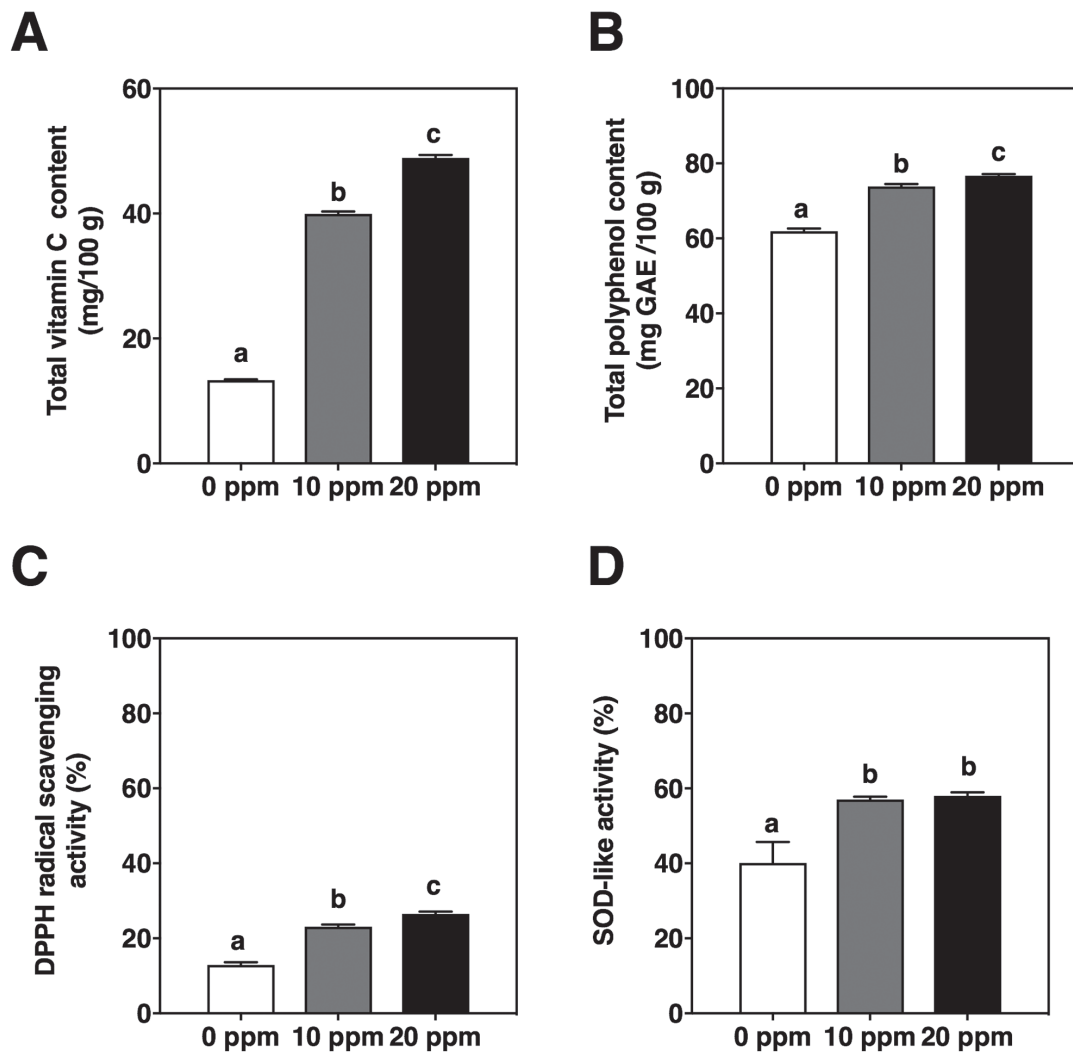 A
Total vitamin C content
(mg/100 g)
60
40
20
0
a
b
c
0 ppm 10 ppm 20 ppm
B
Total polyphenol content
(mg GAE /100 g)
100
80
60
40
20
0
a
b
c
0 ppm 10 ppm 20 ppm
C
DPPH radical scavenging
activity (%)
100
80
60
40
20
0
a
b
c
0 ppm 10 ppm 20 ppm
D
SOD-like activity (%)
100
80
60
40
20
0
a
b
b
0 ppm 10 ppm 20 ppm